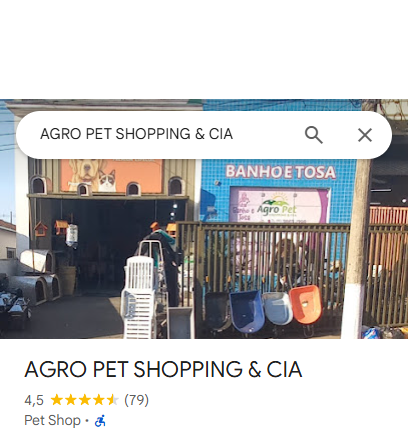 AGRO PET SHOPPING & CIA
BANHO E TOSA
Agro Pet
AGRO PET SHOPPING & CIA
4,5 (79)
Pet Shop ·